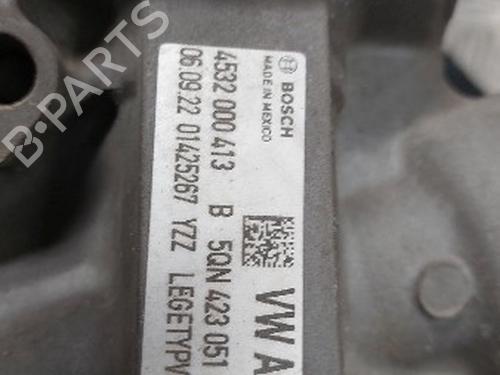 BOSCH
MADE IN MEXICO
VW A
4532 000 413 B 5QN 423 051
06.09.22 01425267 YZZ LEGETYPV
B-PARTS